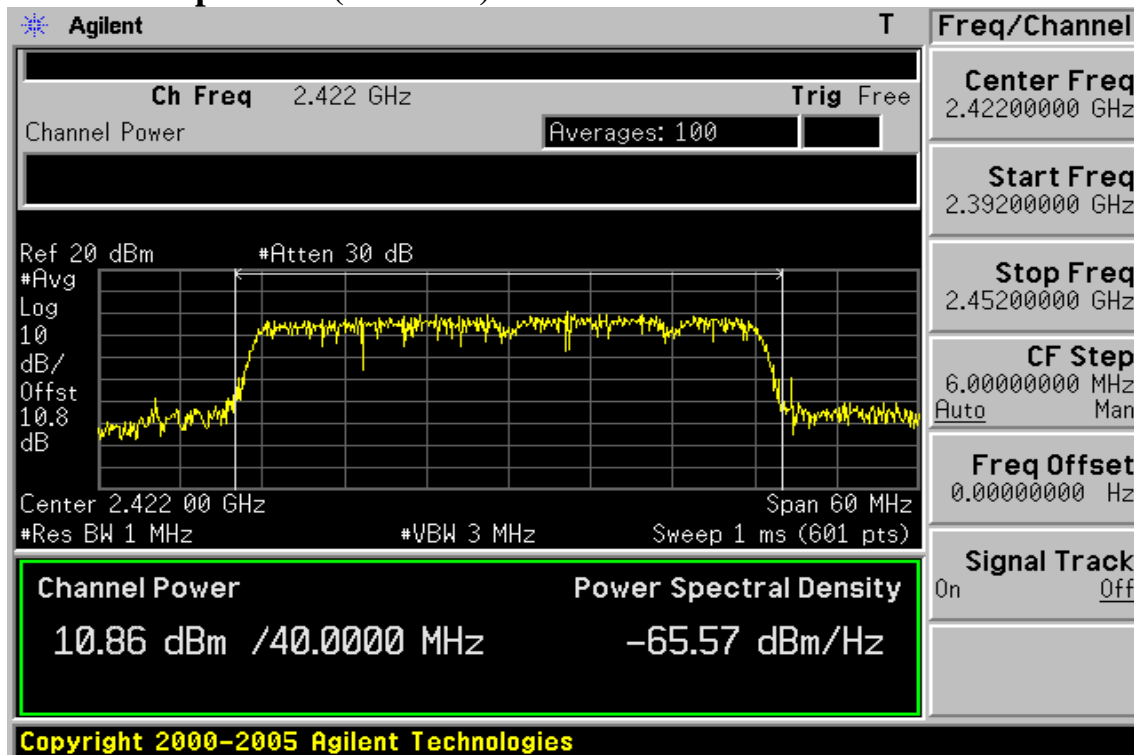 Agilent
T
Freq/Channel
Ch Freq 2.422 GHz
Trig Free
Channel Power
Averages: 100
Center Freq
2.42200000 GHz
Start Freq
2.39200000 GHz
Stop Freq
2.45200000 GHz
CF Step
6.00000000 MHz
Auto Man
Freq Offset
0.00000000 Hz
Signal Track
On Off
Ref 20 dBm #Atten 30 dB
#Avg
Log
10
dB/
Offst
10.8
dB
Center 2.422 00 GHz Span 60 MHz
#Res BW 1 MHz #VBW 3 MHz Sweep 1 ms (601 pts)
Channel Power Power Spectral Density
10.86 dBm /40.0000 MHz -65.57 dBm/Hz
Copyright 2000-2005 Agilent Technologies